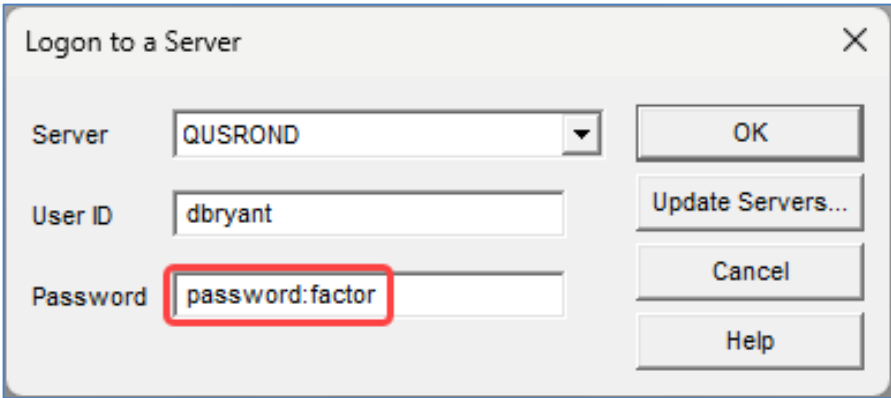 Logon to a Server
Server QUSROND OK
Update Servers...
User ID dbryant
Cancel
Password password:factor
Help